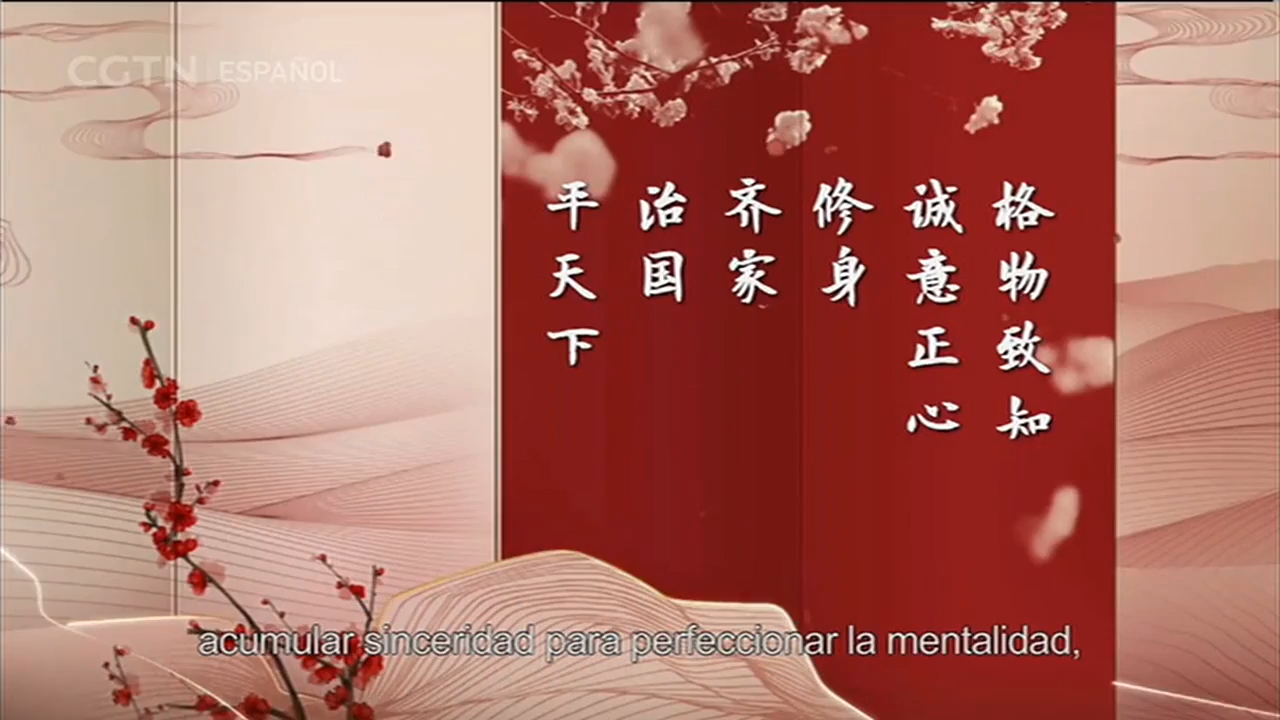 CGTN ESPAÑOL
格物致知
诚意正心
修身
齐家
治国
平天下
acumular sinceridad para perfeccionar la mentalidad,